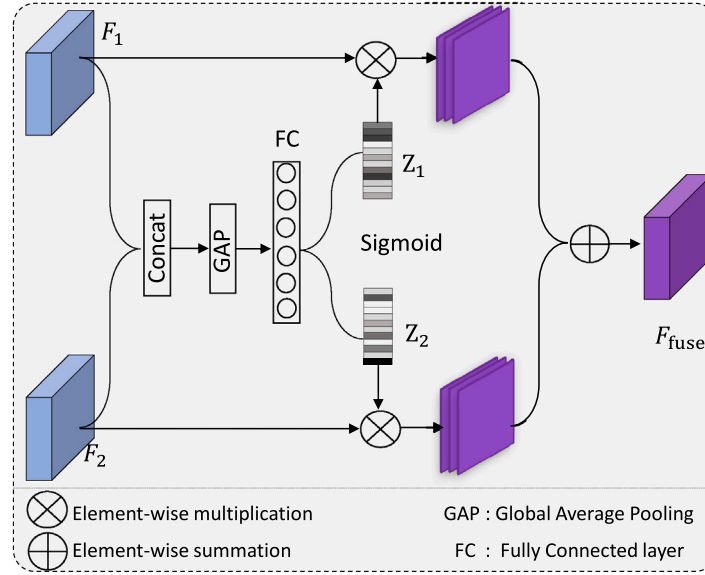 F1
FC
Z1
Concat
GAP
Sigmoid
Z2
Ffuse
F2
Element-wise multiplication
GAP : Global Average Pooling
Element-wise summation
FC : Fully Connected layer